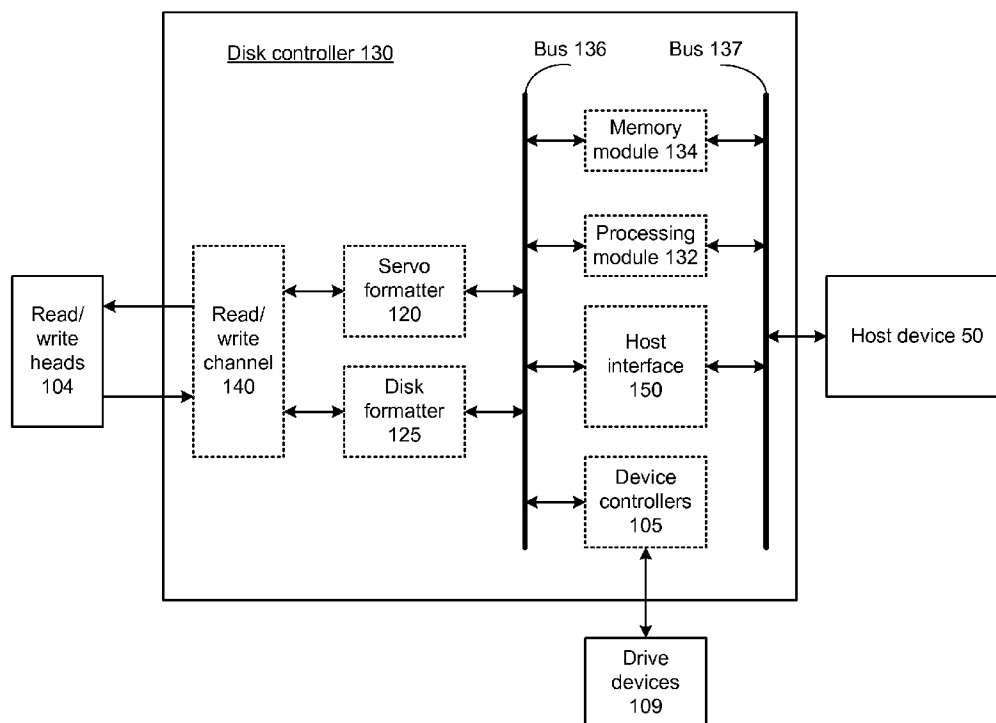 Disk controller 130
Bus 136
Bus 137
Memory
module 134
Processing
module 132
Servo
formatter
120
Read/
write
heads
104
Read/
write
channel
140
Host
interface
150
Host device 50
Disk
formatter
125
Device
controllers
105
Drive
devices
109